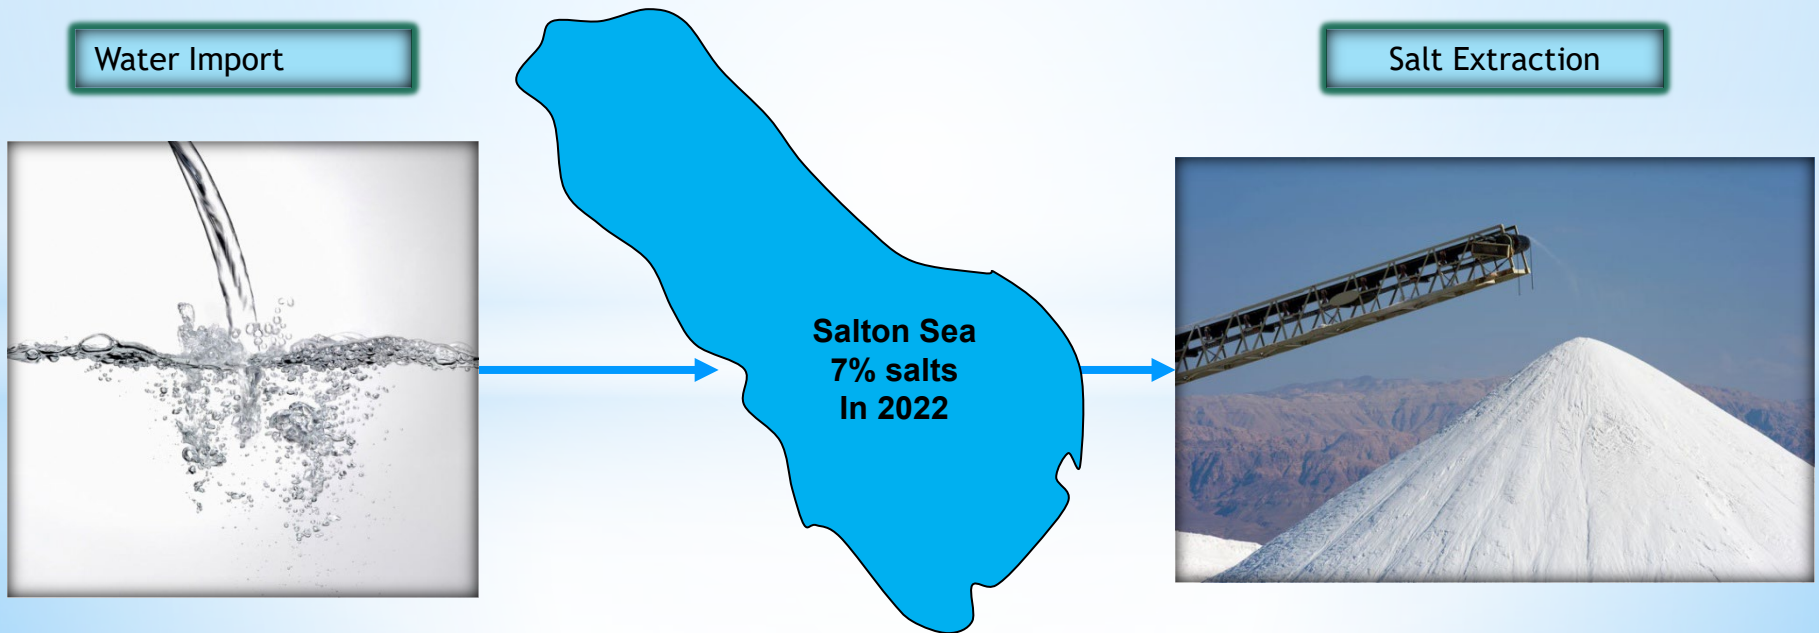 Water Import
Salt Extraction
Salton Sea
7% salts
In 2022